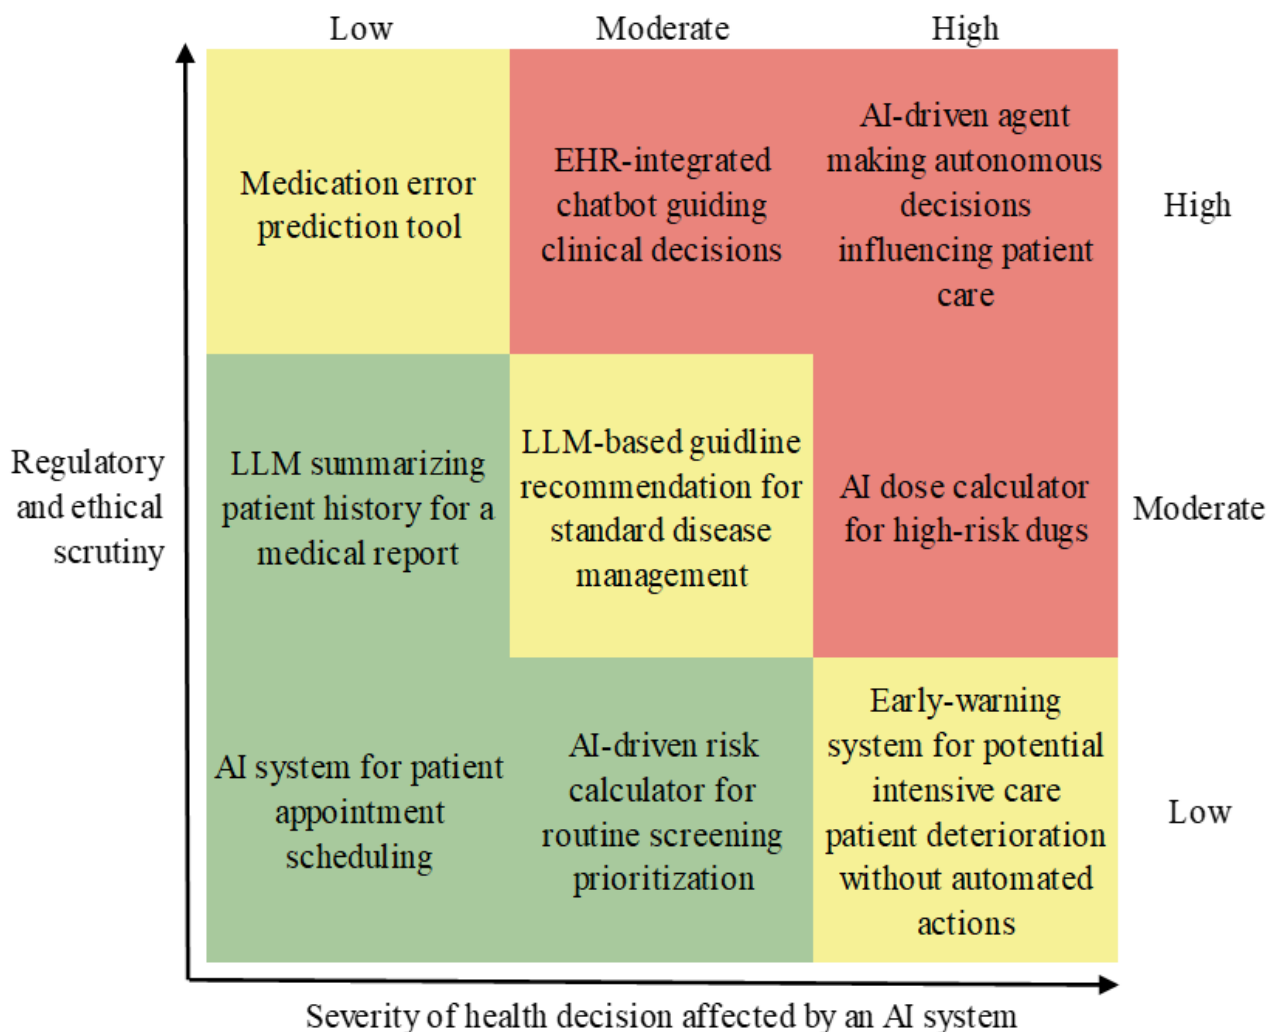 Low
Moderate
High
Medication error
prediction tool
EHR-integrated
chatbot guiding
clinical decisions
AI-driven agent
making autonomous
decisions
influencing patient
care
High
Regulatory
and ethical
scrutiny
LLM summarizing
patient history for a
medical report
LLM-based guidline
recommendation for
standard disease
management
AI dose calculator
for high-risk dugs
Moderate
AI system for patient
appointment
scheduling
AI-driven risk
calculator for
routine screening
prioritization
Early-warning
system for potential
intensive care
patient deterioration
without automated
actions
Low
Severity of health decision affected by an AI system